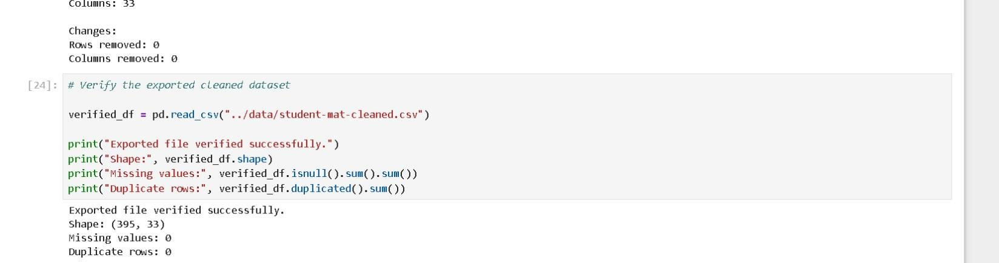 Columns: 33
Changes:
Rows removed: 0
Columns removed: 0
[24]:
# Verify the exported cleaned dataset
verified_df = pd.read_csv("../data/student-mat-cleaned.csv")
print("Exported file verified successfully.")
print("Shape:", verified_df.shape)
print("Missing values:", verified_df.isnull().sum().sum())
print("Duplicate rows:", verified_df.duplicated().sum())
Exported file verified successfully.
Shape: (395, 33)
Missing values: 0
Duplicate rows: 0